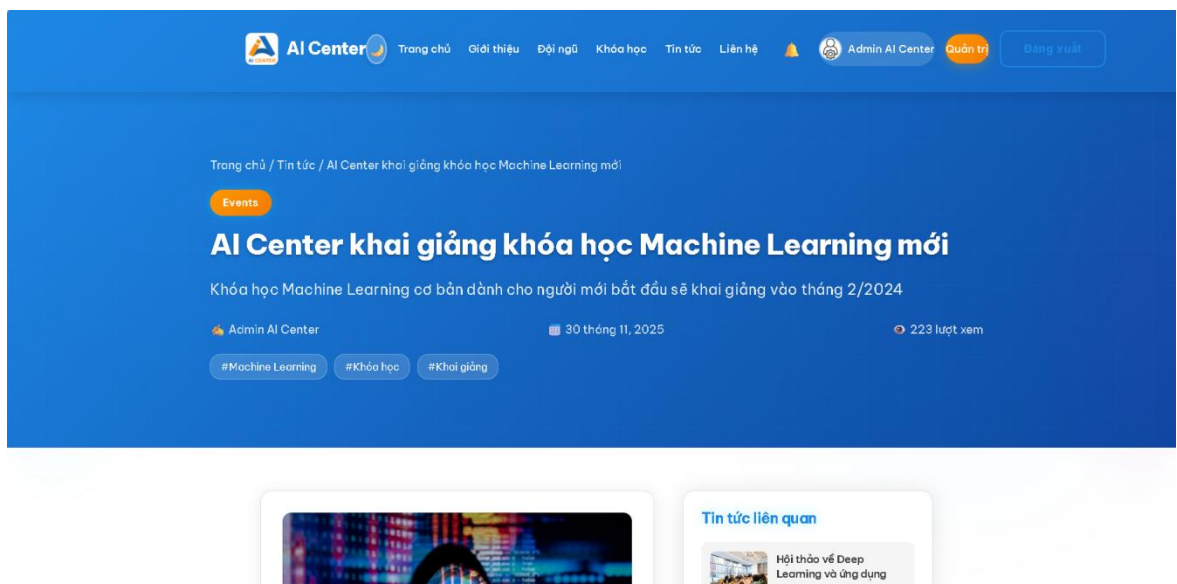 AI CENTER
AI Center
Trang chủ Giới thiệu Đội ngũ Khóa học Tin tức Liên hệ Admin AI Center Quản trị Đăng xuất
Trang chủ / Tin tức / AI Center khai giảng khóa học Machine Learning mới
Events
AI Center khai giảng khóa học Machine Learning mới
Khóa học Machine Learning cơ bản dành cho người mới bắt đầu sẽ khai giảng vào tháng 2/2024
Admin AI Center 30 tháng 11, 2025 223 lượt xem
#Machine Learning #Khóa học #Khai giảng
Tin tức liên quan
Hội thảo về Deep
Learning và ứng dụng